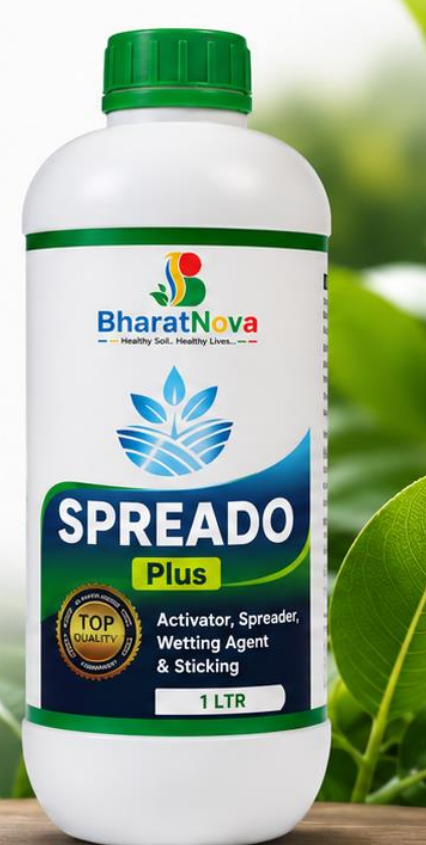 BharatNova
Healthy Soil.. Healthy Lives...
SPREADO
Plus
TOP
QUALITY
Activator, Spreader,
Wetting Agent
& Sticking
1 LTR